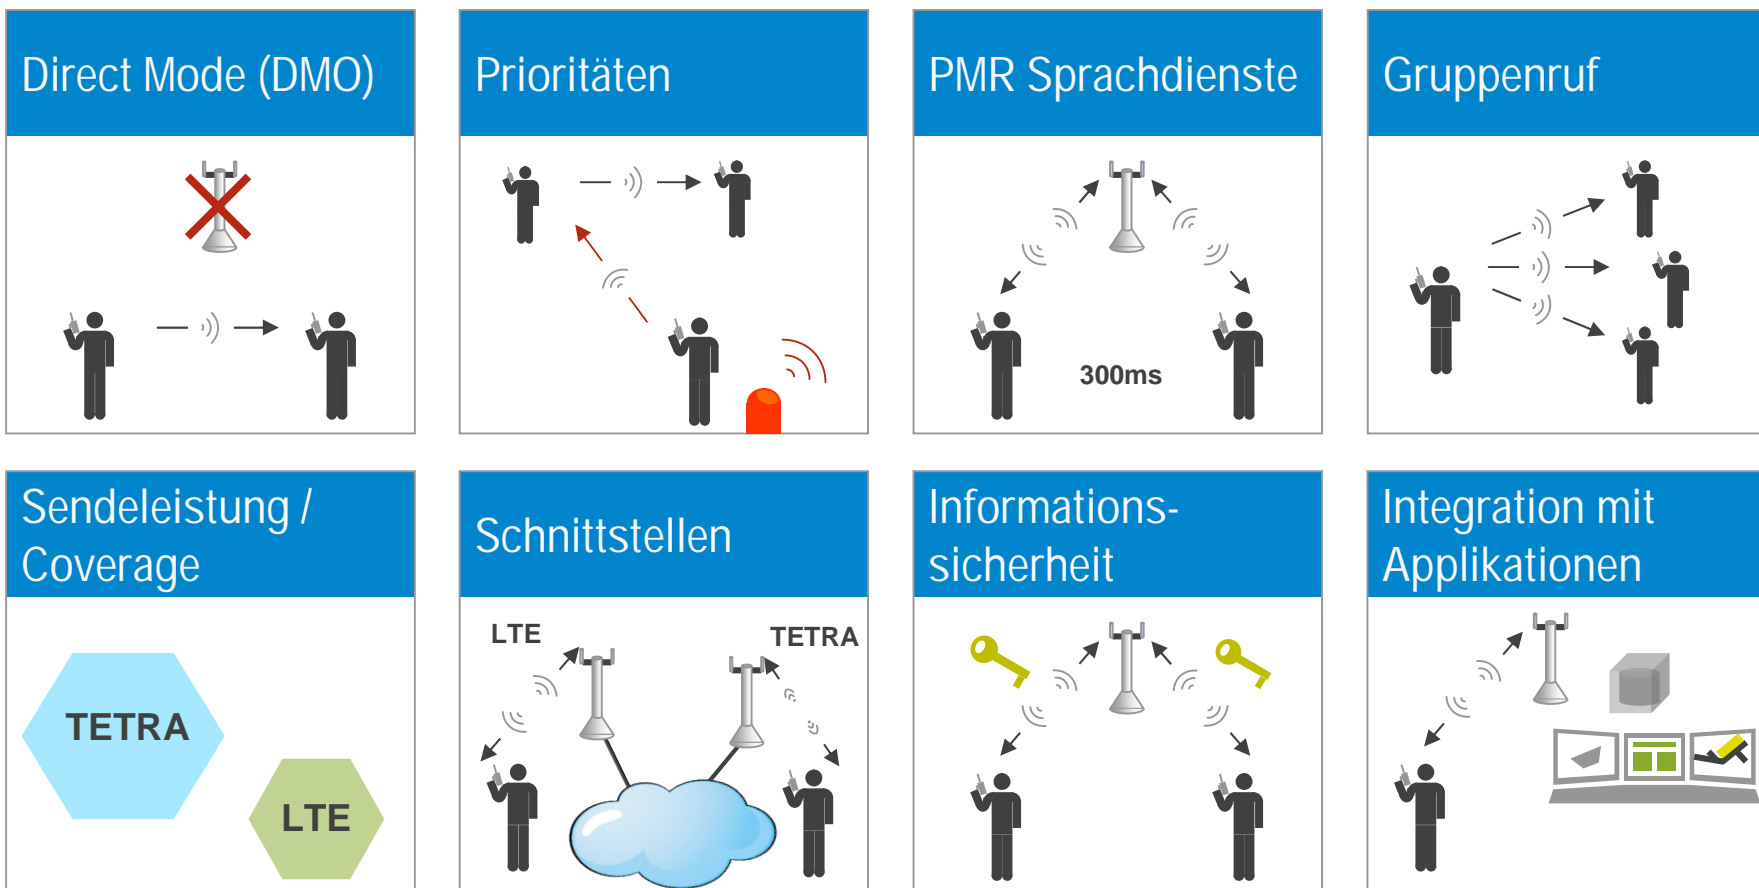 Direct Mode (DMO)
Prioritäten
PMR Sprachdienste
300ms
Gruppenruf
Sendeleistung /
Coverage
TETRA
LTE
Schnittstellen
LTE
TETRA
Informations-
sicherheit
Integration mit
Applikationen